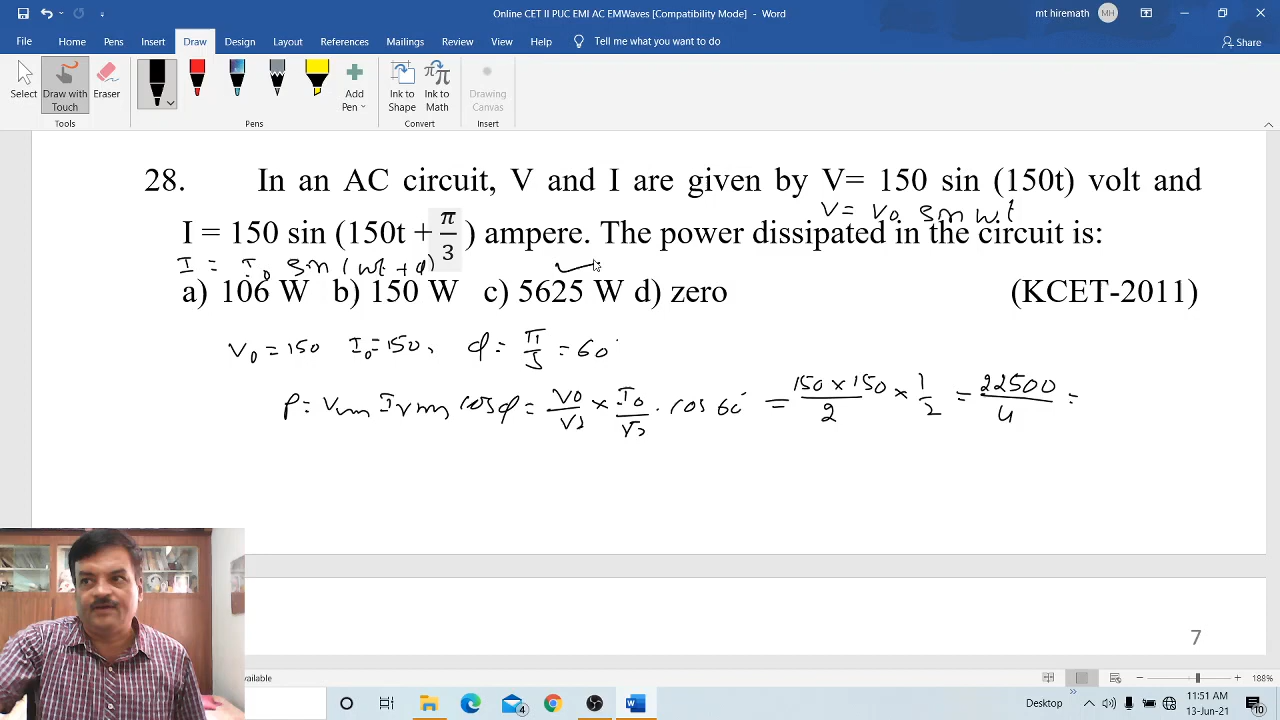 Online CET II PUC EMI AC EMWaves [Compatibility Mode] - Word
mt hiremath MH
File Home Pens Insert Draw Design Layout References Mailings Review View Help Tell me what you want to do Share
Select Draw with Touch Eraser Add Pen Ink to Shape Ink to Math Drawing Canvas
Tools Pens Convert Insert
28. In an AC circuit, V and I are given by V= 150 sin (150t) volt and
V = V0 sin wt
I = 150 sin (150t + π/3 ) ampere. The power dissipated in the circuit is:
I = I0 sin (wt + φ)
a) 106 W b) 150 W c) 5625 W d) zero (KCET-2011)
V0 = 150 I0 = 150, φ = π/3 = 60°
P = Vrms Irms cosφ = V0/√2 × I0/√2 . cos 60° = 150 × 150/2 × 1/2 = 22500/4 =
7
vailable 188%
4 Desktop 11:51 AM
13-Jun-21 10